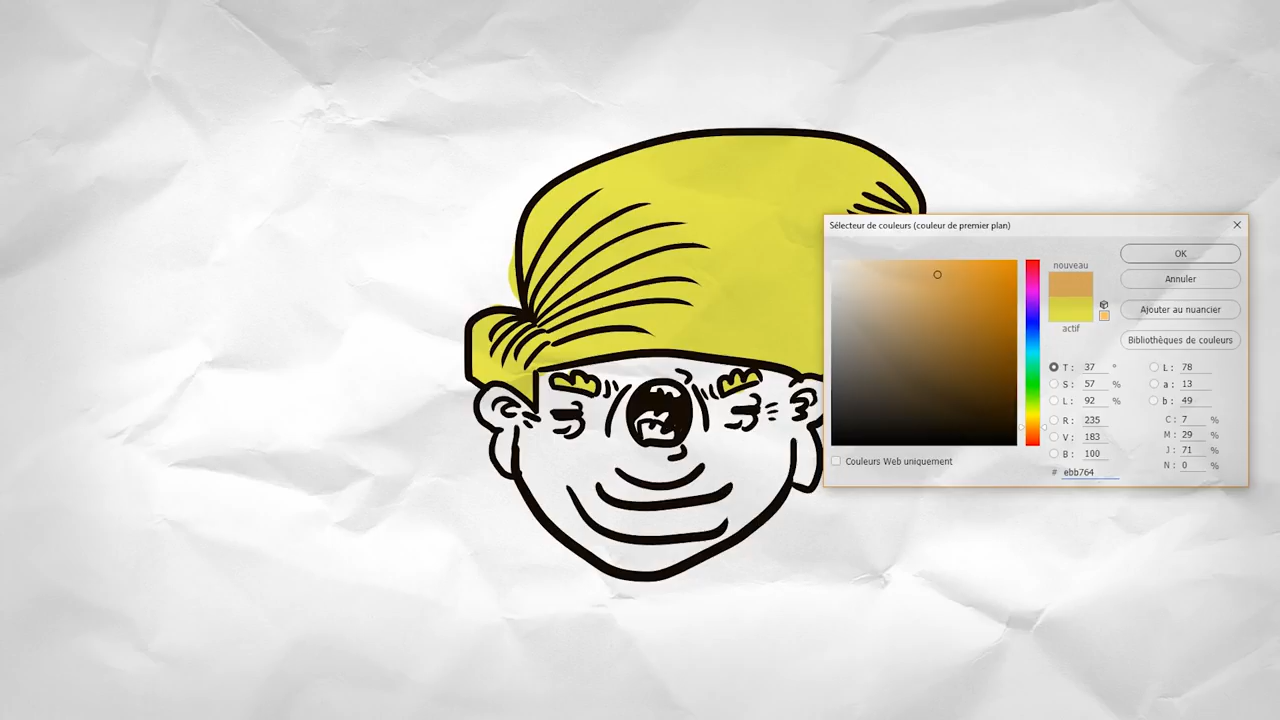 Sélecteur de couleurs (couleur de premier plan)
nouveau
actif
OK
Annuler
Ajouter au nuancier
Bibliothèques de couleurs
T : 37 °
S : 57 %
L : 92 %
R : 235
V : 183
B : 100
# ebb764
L : 78
a : 13
b : 49
C : 7 %
M : 29 %
J : 71 %
N : 0 %
Couleurs Web uniquement